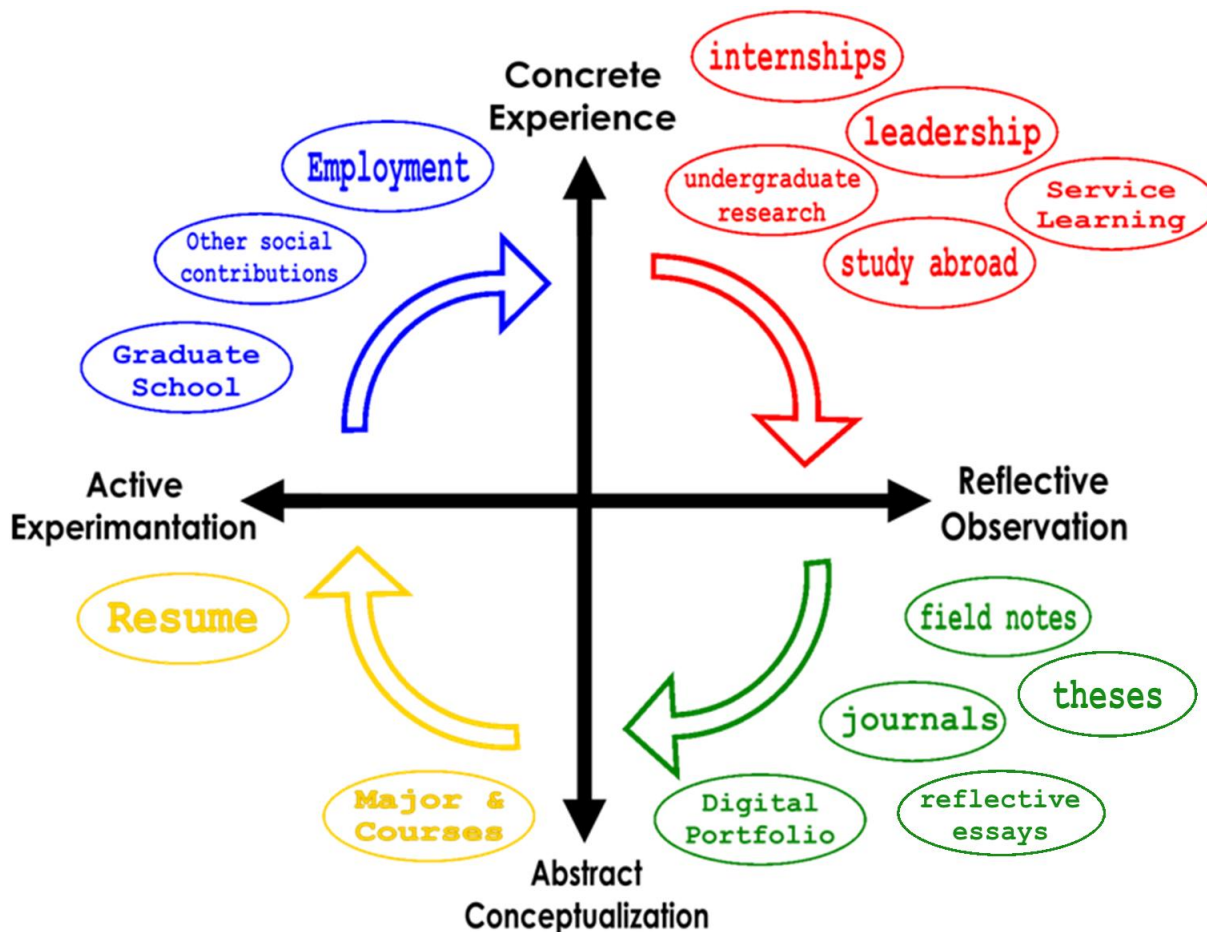 Concrete
Experience
internships
leadership
undergraduate
research
Service
Learning
study abroad
Employment
Other social
contributions
Graduate
School
Active
Experimantation
Reflective
Observation
Resume
Major &
Courses
field notes
theses
journals
Digital
Portfolio
reflective
essays
Abstract
Conceptualization